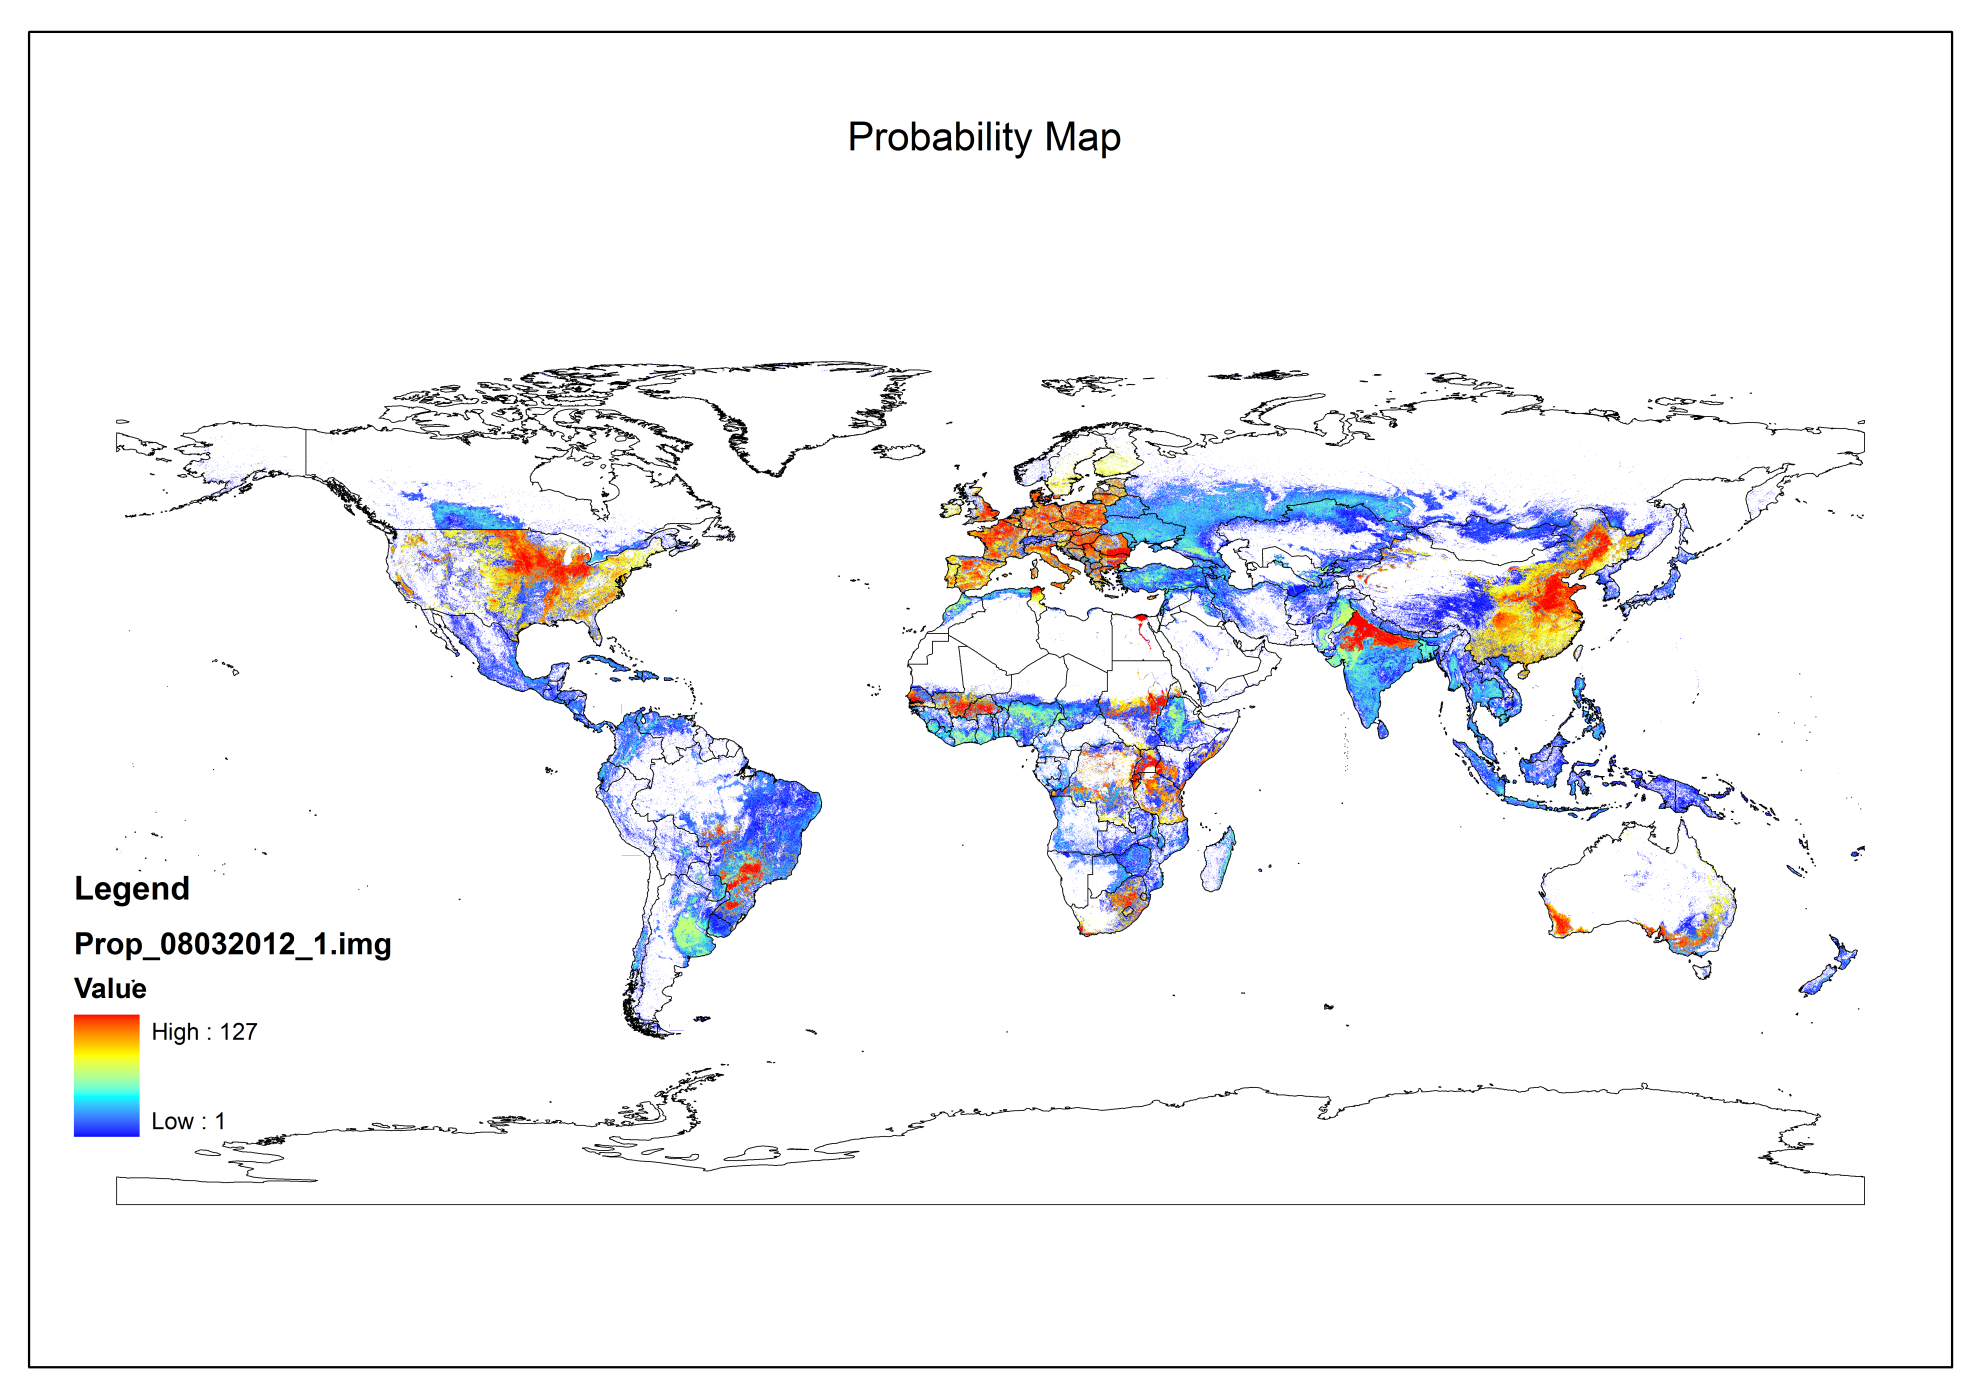 Probability Map
Legend
Prop_08032012_1.img
Value
High : 127
Low : 1